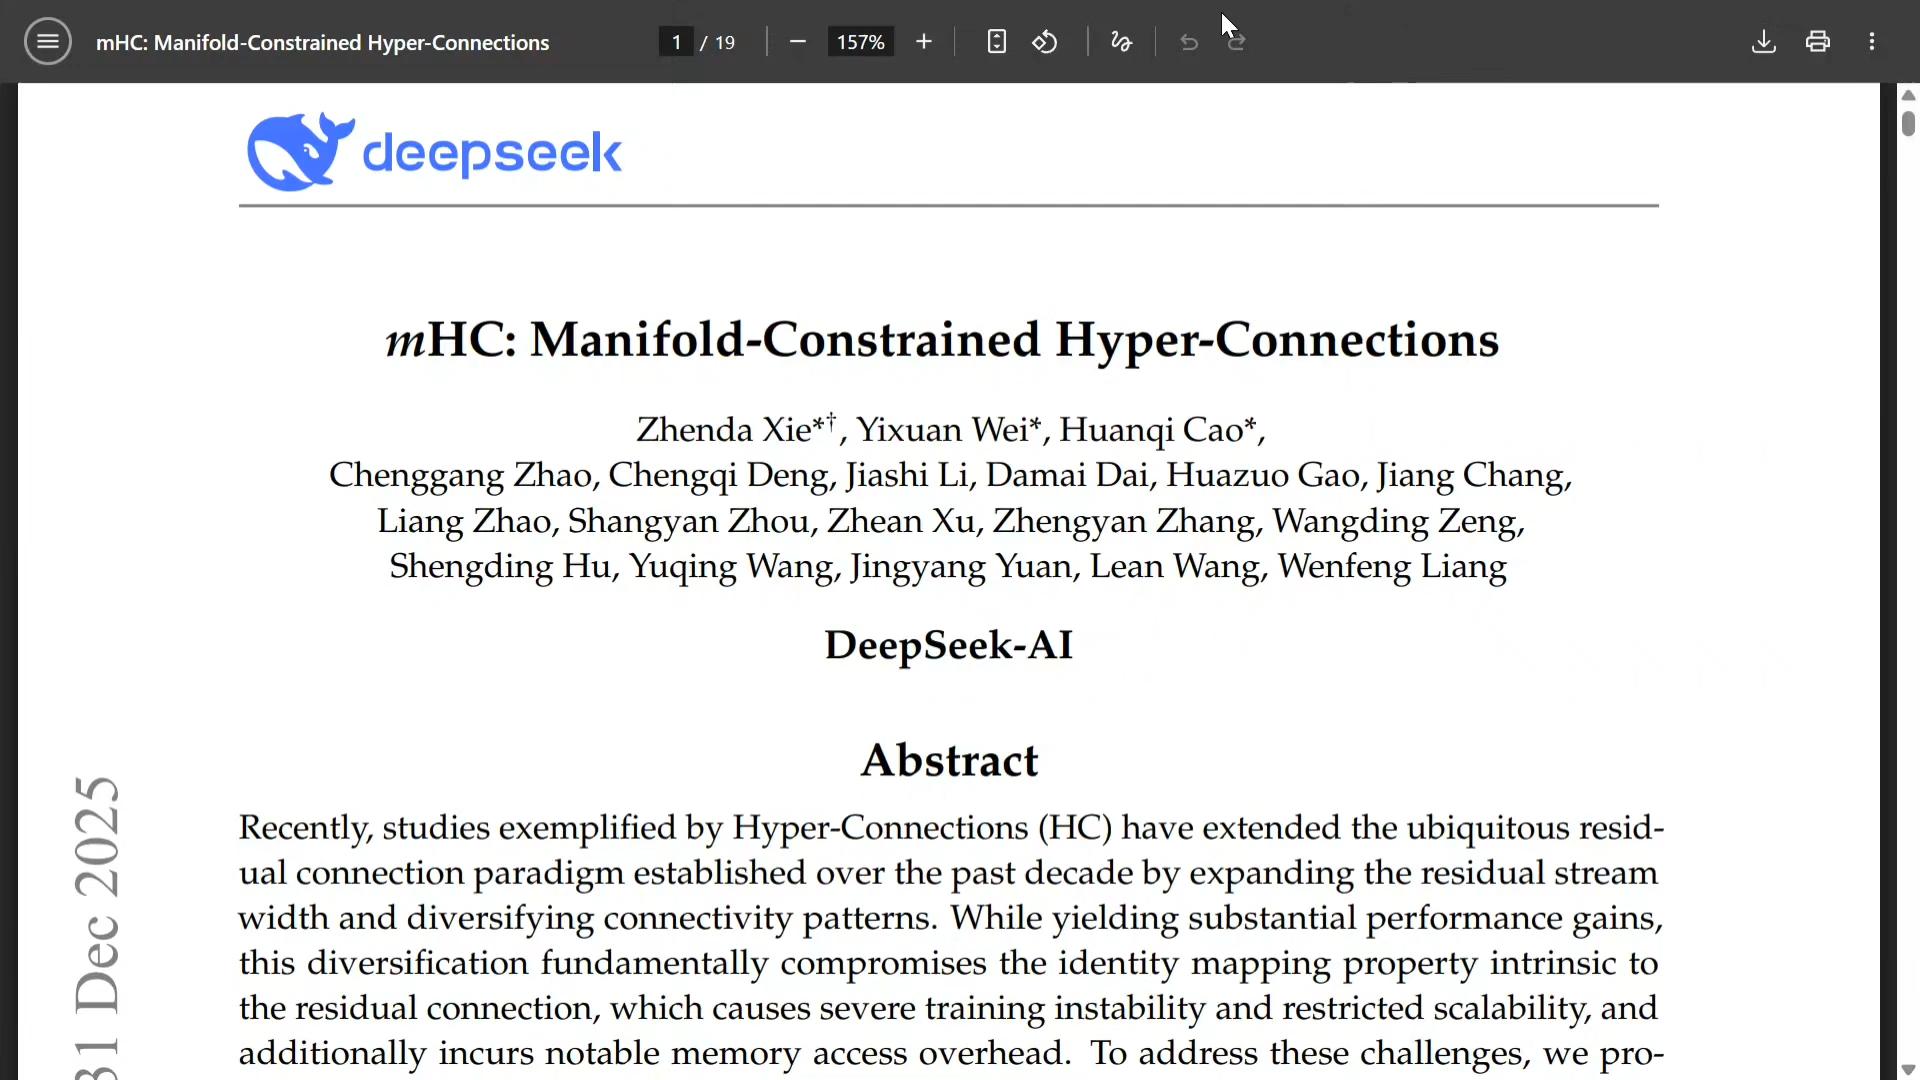 mHC: Manifold-Constrained Hyper-Connections
1 / 19
157%
deepseek
mHC: Manifold-Constrained Hyper-Connections
Zhenda Xie*†, Yixuan Wei*, Huanqi Cao*,
Chenggang Zhao, Chengqi Deng, Jiashi Li, Damai Dai, Huazuo Gao, Jiang Chang,
Liang Zhao, Shangyan Zhou, Zhean Xu, Zhengyan Zhang, Wangding Zeng,
Shengding Hu, Yuqing Wang, Jingyang Yuan, Lean Wang, Wenfeng Liang
DeepSeek-AI
Abstract
Recently, studies exemplified by Hyper-Connections (HC) have extended the ubiquitous resid-
ual connection paradigm established over the past decade by expanding the residual stream
width and diversifying connectivity patterns. While yielding substantial performance gains,
this diversification fundamentally compromises the identity mapping property intrinsic to
the residual connection, which causes severe training instability and restricted scalability, and
additionally incurs notable memory access overhead. To address these challenges, we pro-
31 Dec 2025